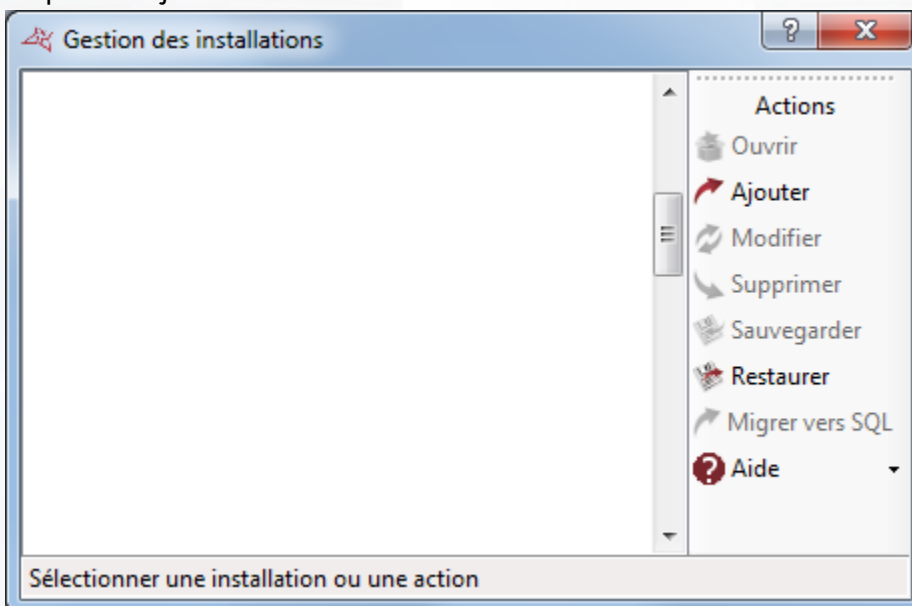 Gestion des installations
Actions
Ouvrir
Ajouter
Modifier
Supprimer
Sauvegarder
Restaurer
Migrer vers SQL
Aide
Sélectionner une installation ou une action